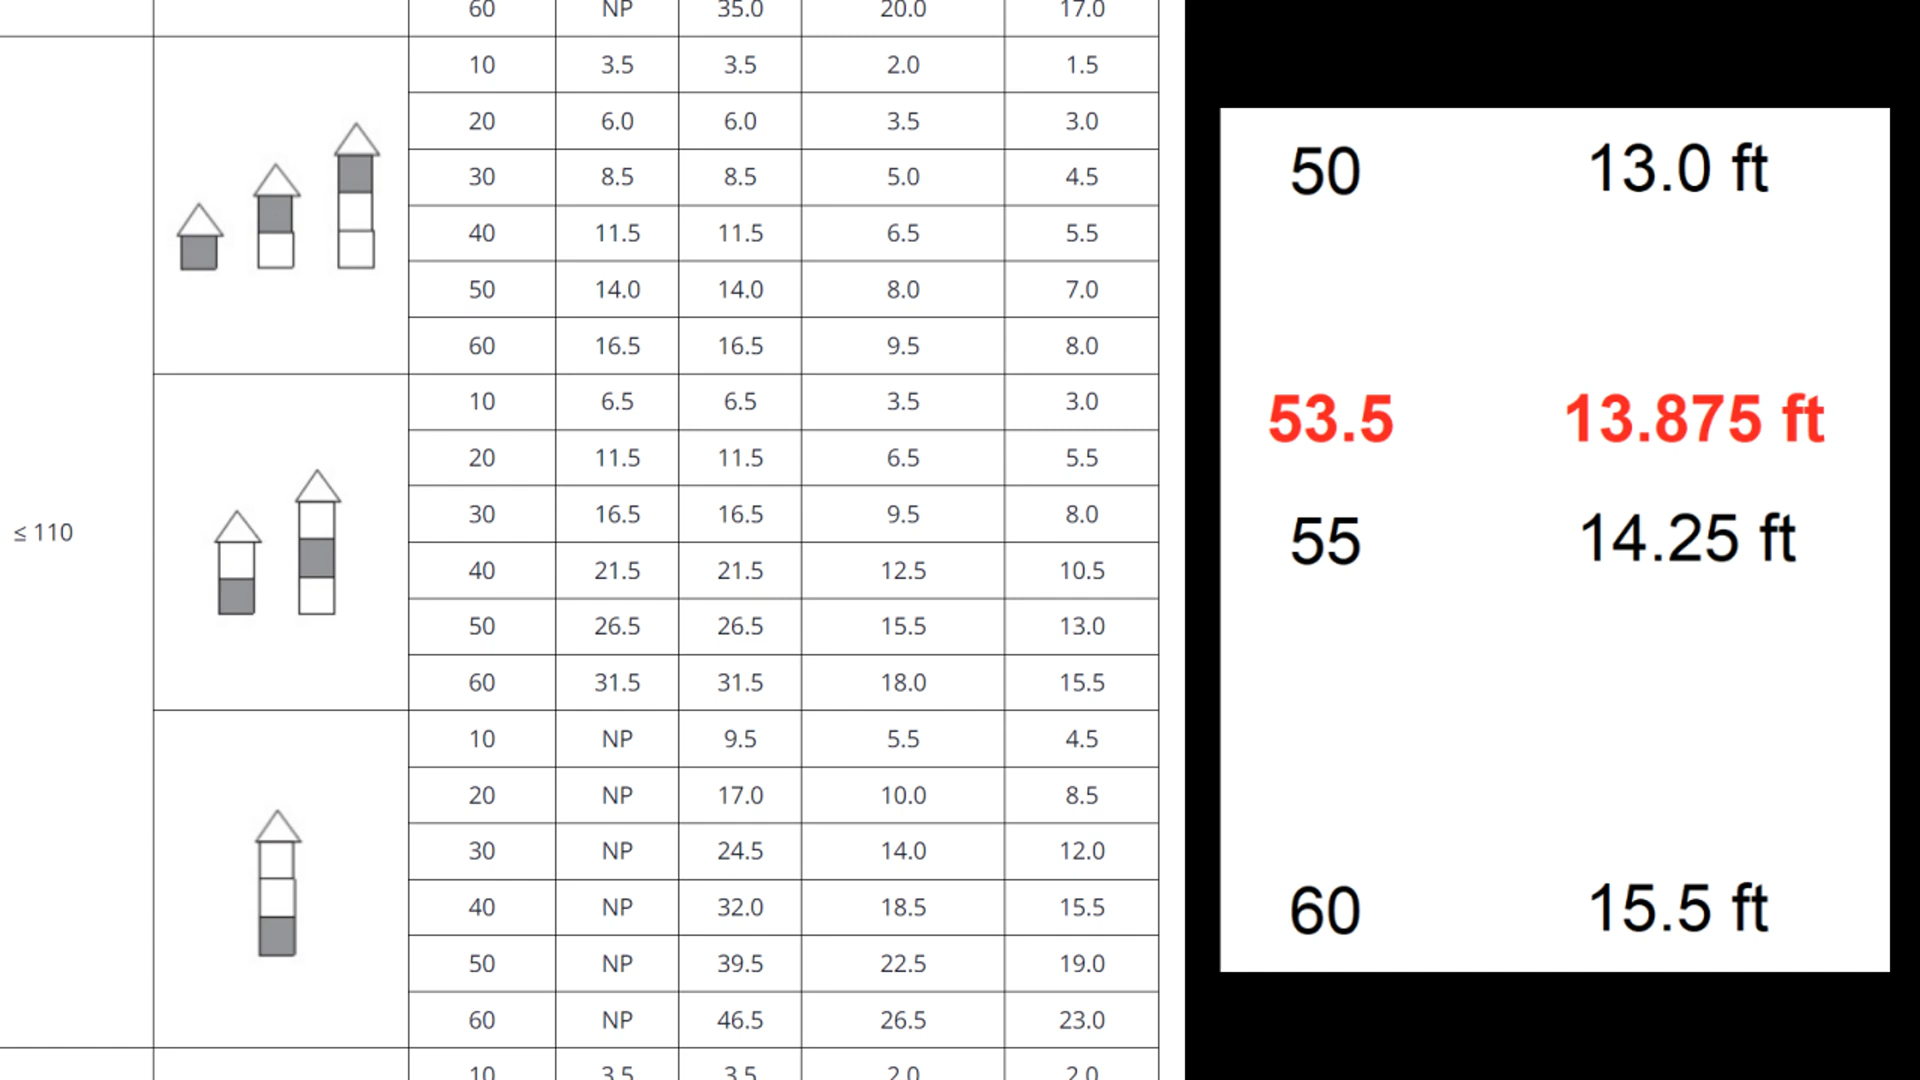 60 NP 35.0 20.0 17.0
10 3.5 3.5 2.0 1.5
20 6.0 6.0 3.5 3.0
30 8.5 8.5 5.0 4.5
40 11.5 11.5 6.5 5.5
50 14.0 14.0 8.0 7.0
60 16.5 16.5 9.5 8.0
≤ 110
10 6.5 6.5 3.5 3.0
20 11.5 11.5 6.5 5.5
30 16.5 16.5 9.5 8.0
40 21.5 21.5 12.5 10.5
50 26.5 26.5 15.5 13.0
60 31.5 31.5 18.0 15.5
10 NP 9.5 5.5 4.5
20 NP 17.0 10.0 8.5
30 NP 24.5 14.0 12.0
40 NP 32.0 18.5 15.5
50 NP 39.5 22.5 19.0
60 NP 46.5 26.5 23.0
10 3.5 3.5 2.0 2.0
50 13.0 ft
53.5 13.875 ft
55 14.25 ft
60 15.5 ft